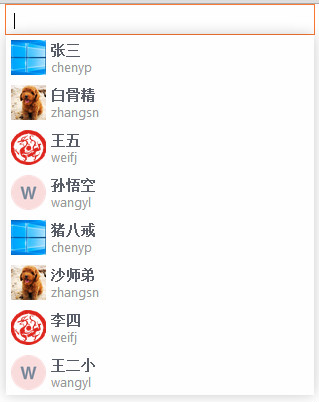 张三
chenyp
白骨精
zhangsn
王五
weifj
W
孙悟空
wangyl
猪八戒
chenyp
沙师弟
zhangsn
李四
weifj
W
王二小
wangyl